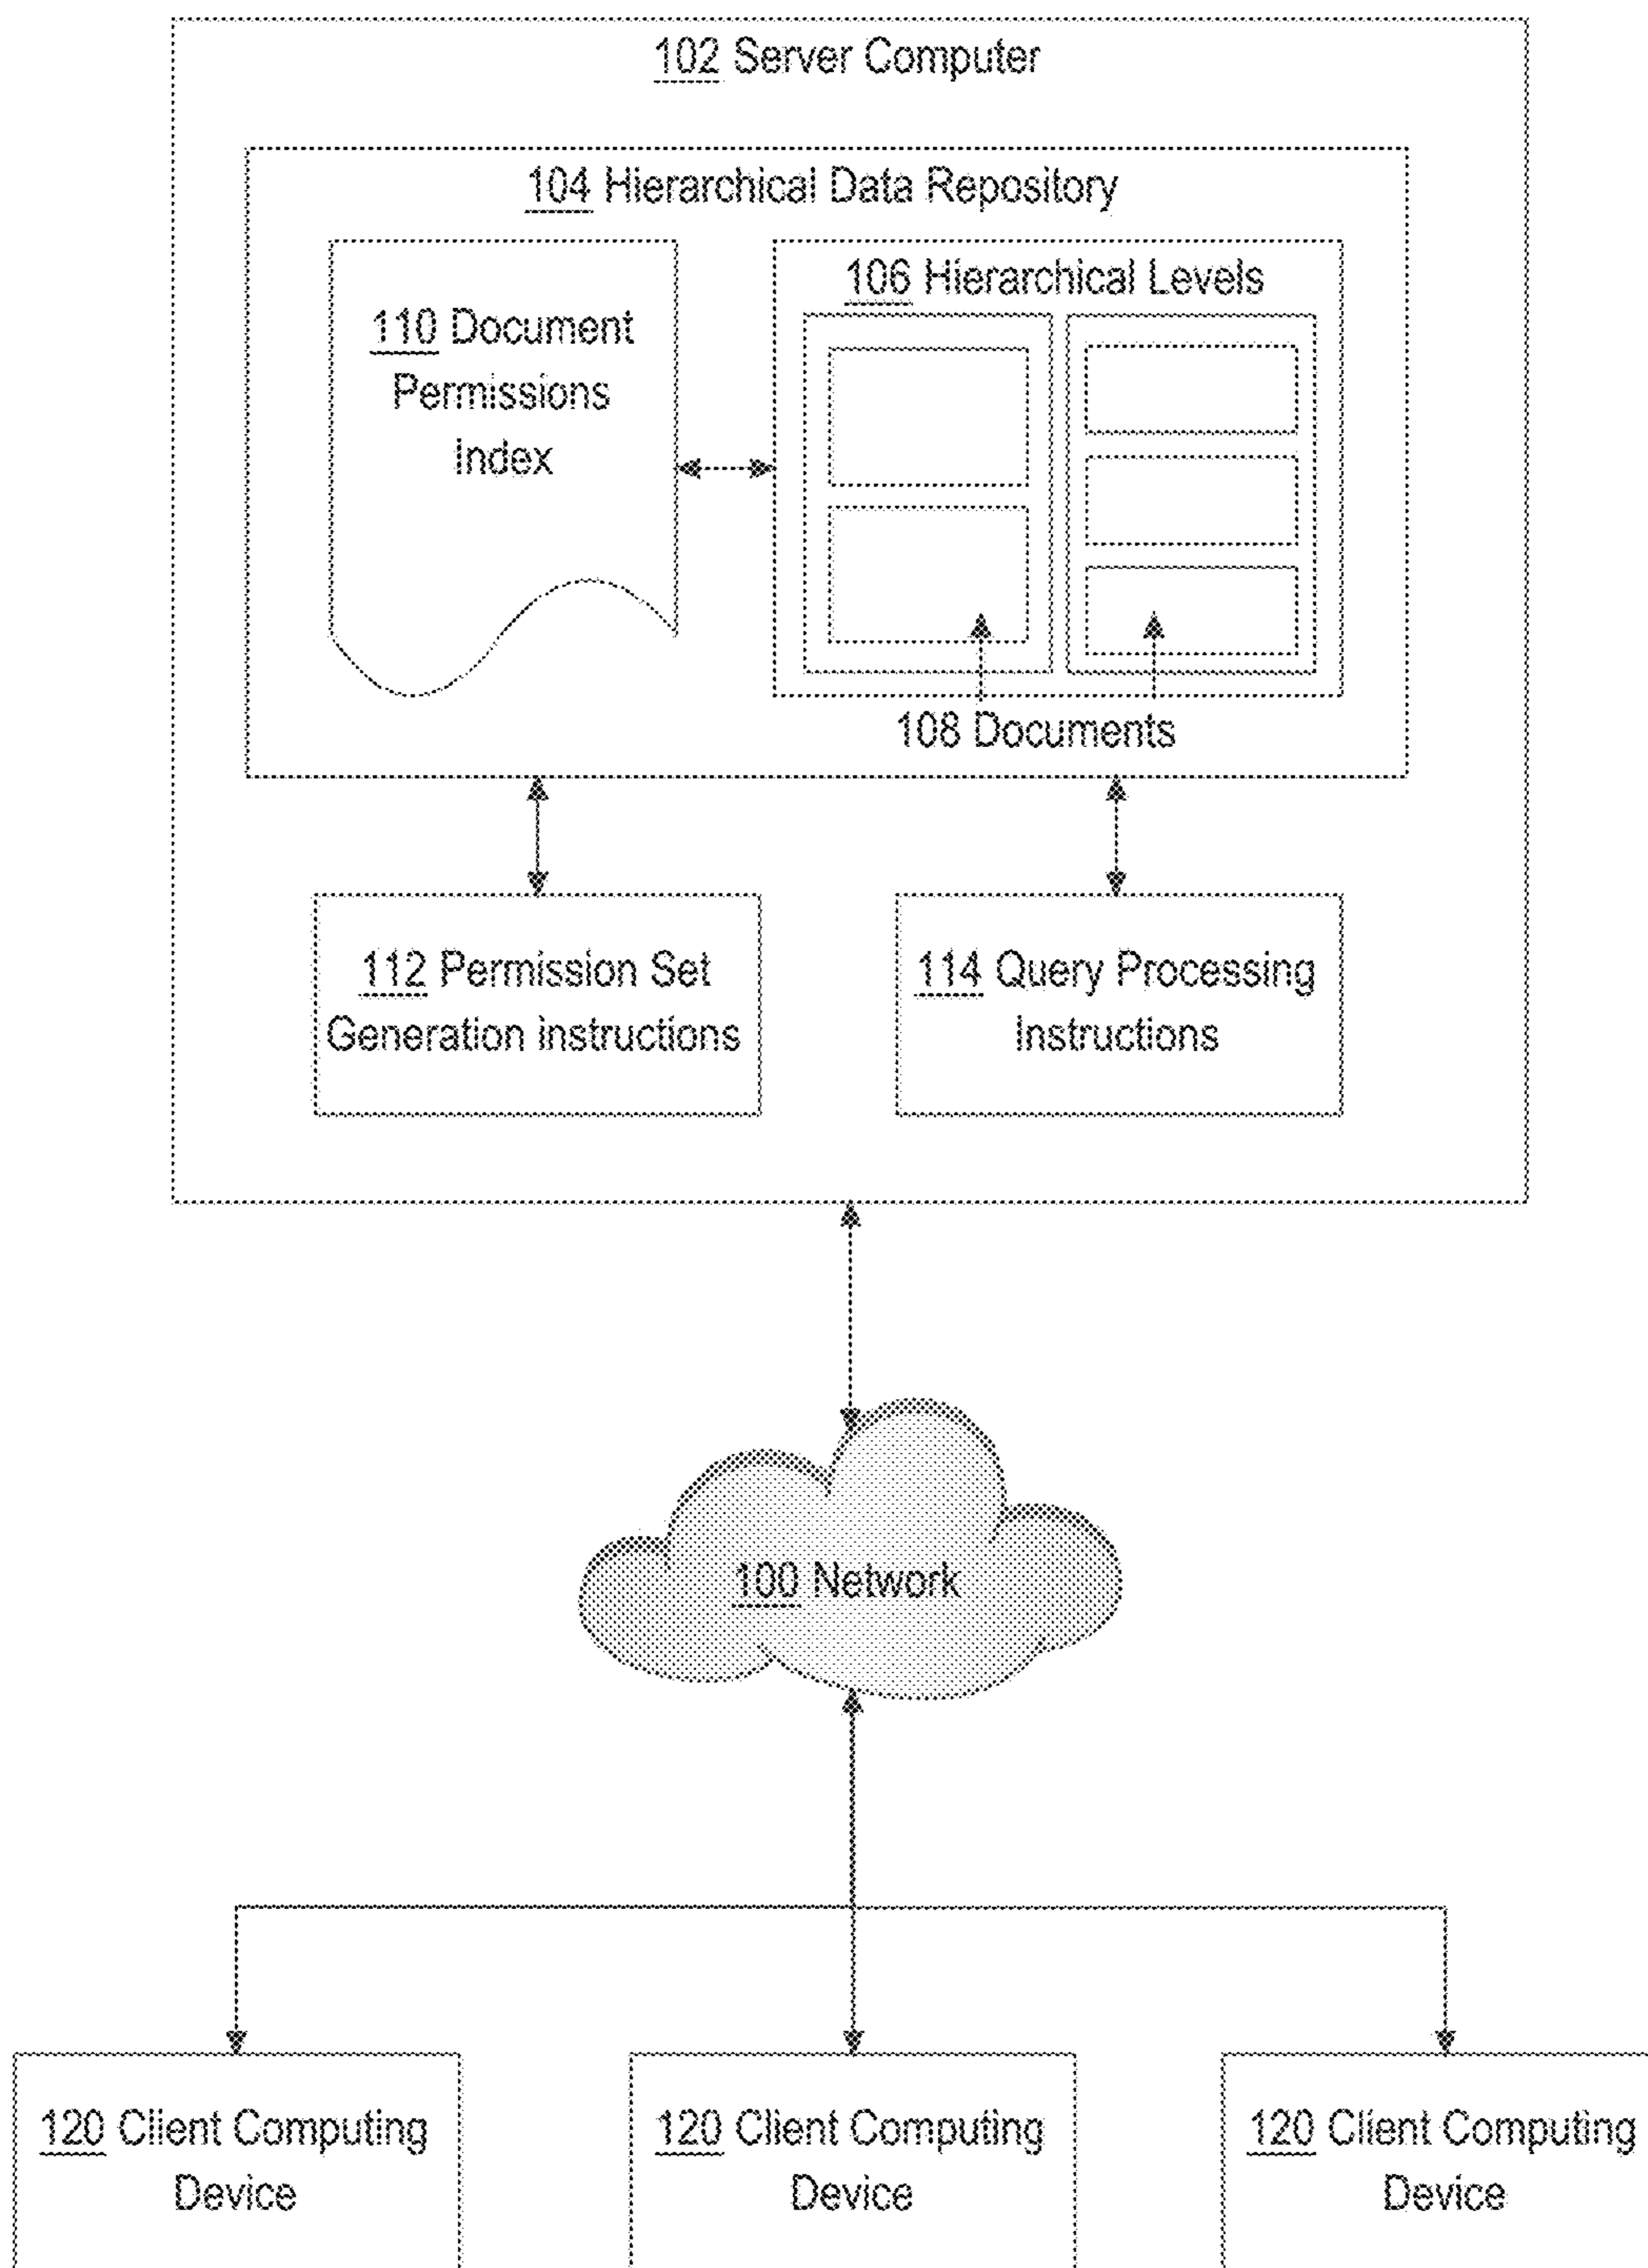 102 Server Computer
104 Hierarchical Data Repository
110 Document
Permissions
Index
106 Hierarchical Levels
108 Documents
112 Permission Set
Generation instructions
114 Query Processing
Instructions
100 Network
120 Client Computing
Device
120 Client Computing
Device
120 Client Computing
Device